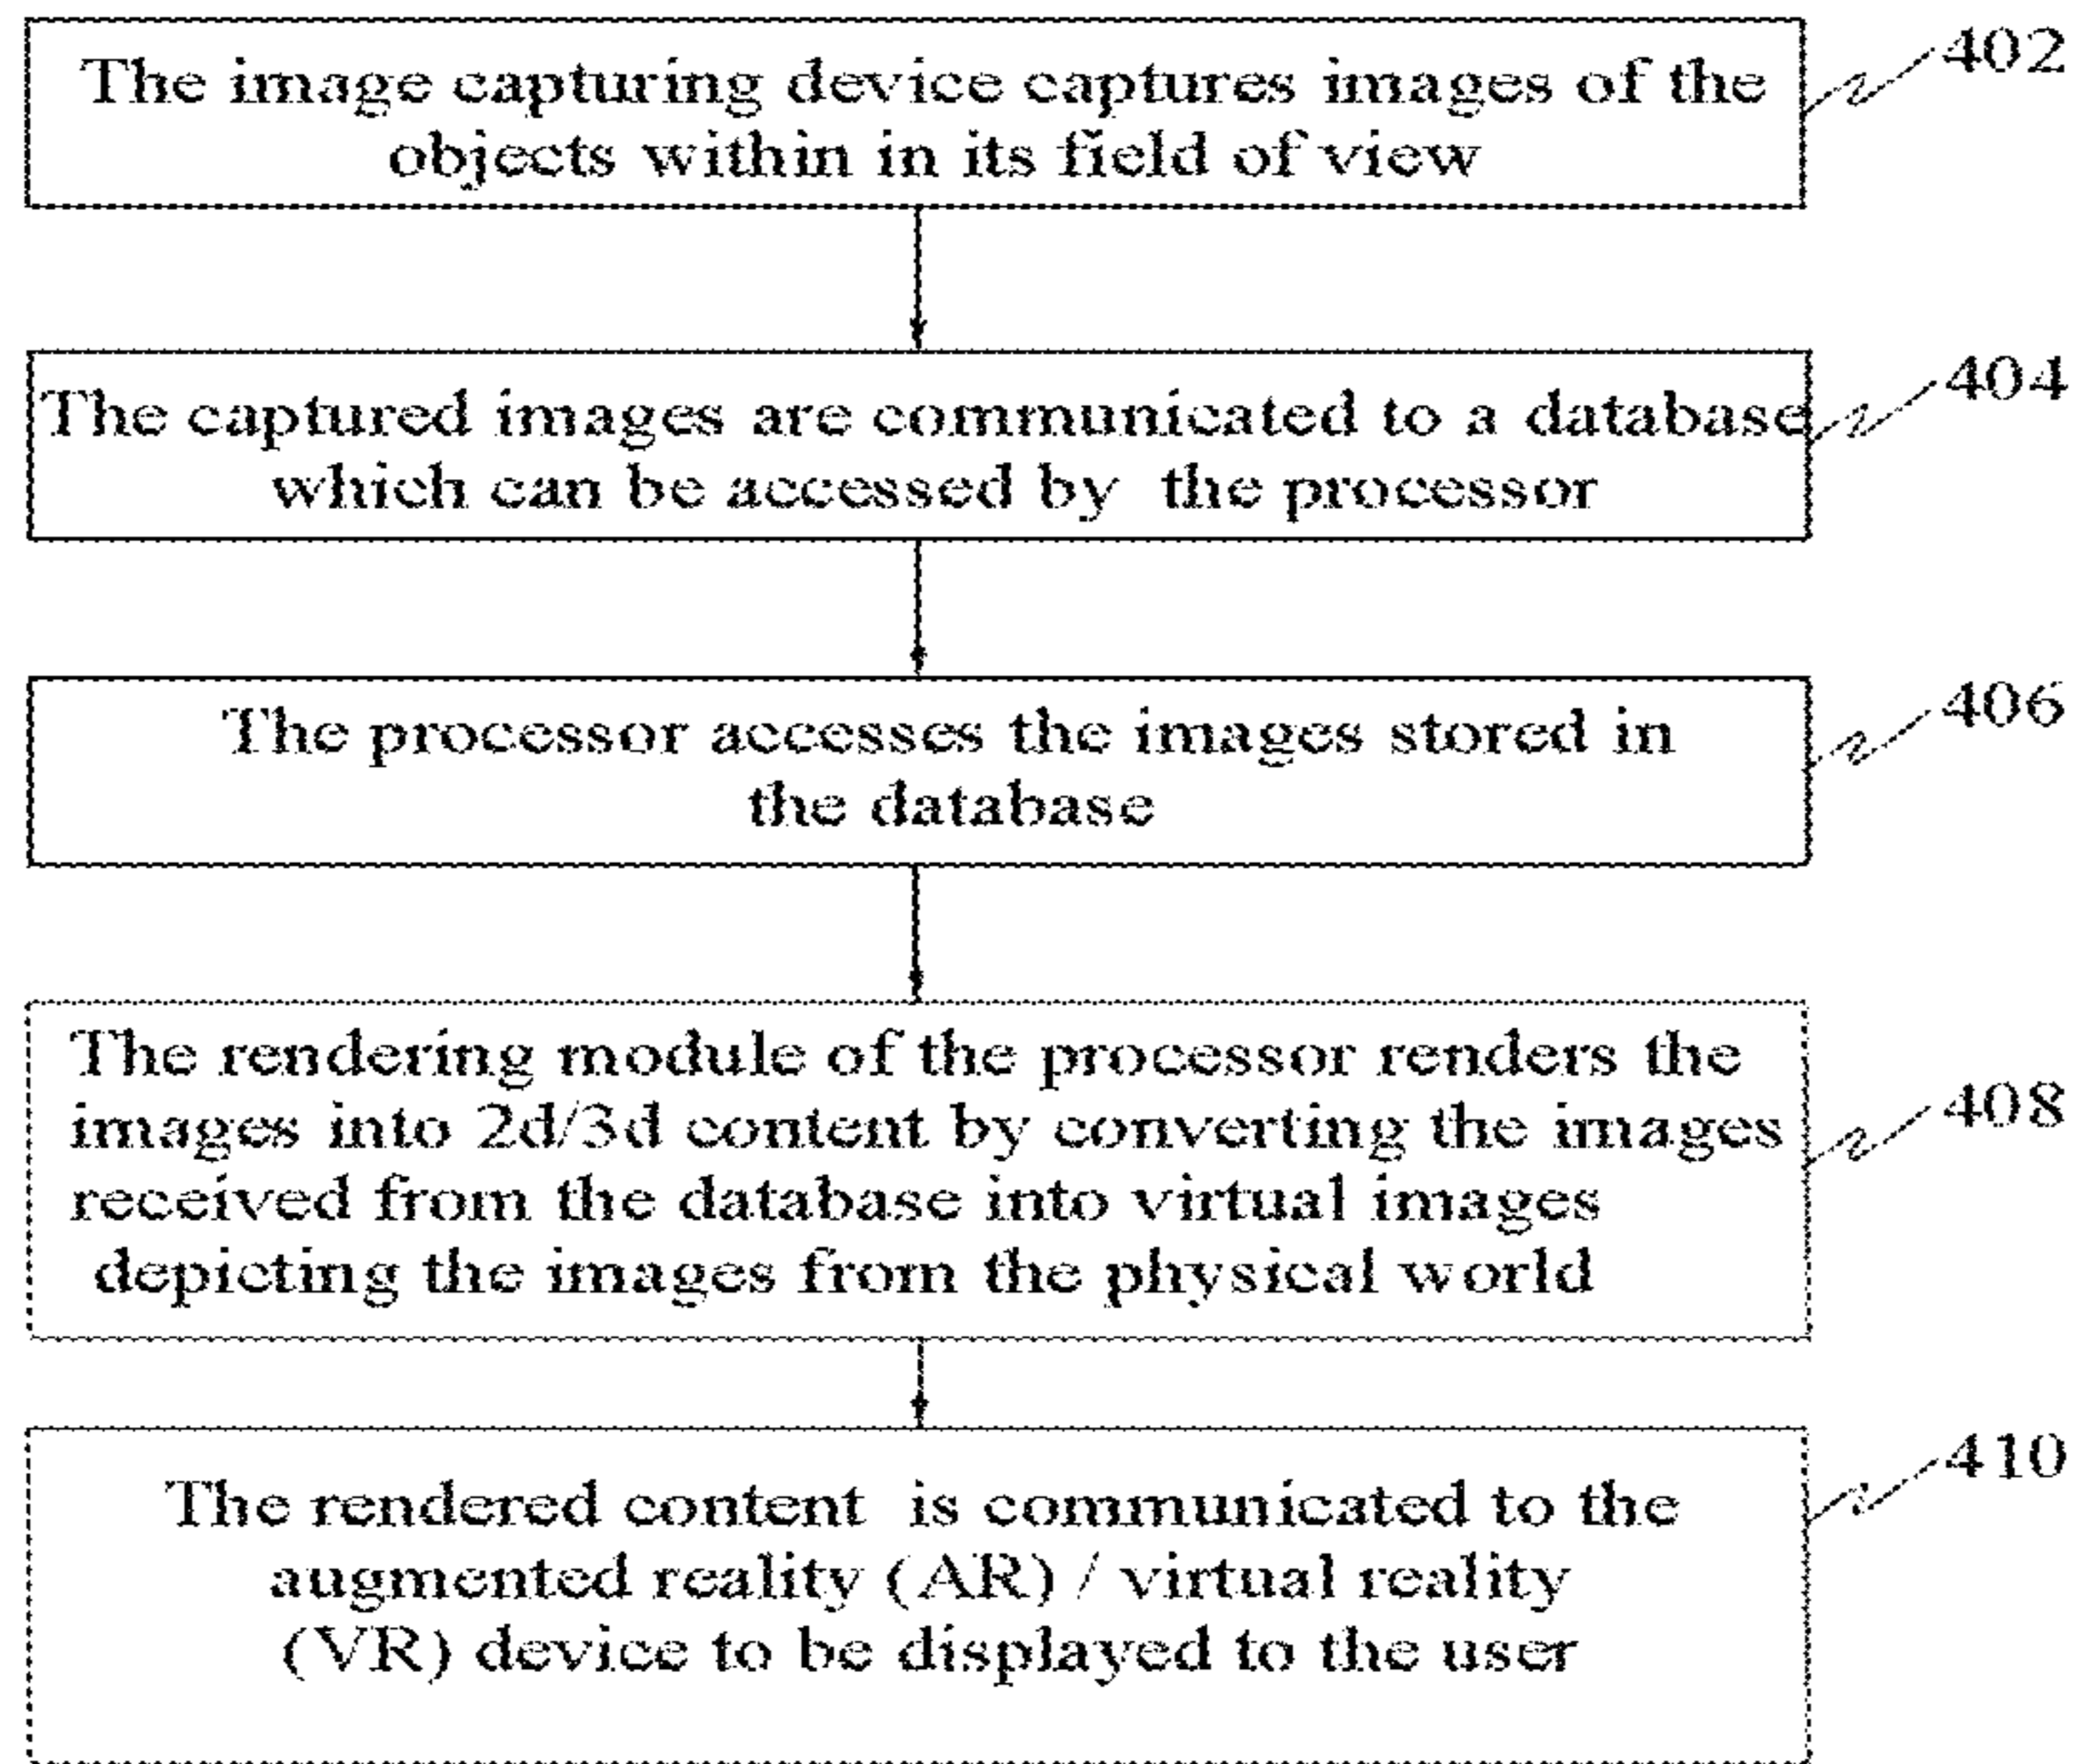 The image capturing device captures images of the
objects within in its field of view
402
The captured images are communicated to a database
which can be accessed by the processor
404
The processor accesses the images stored in
the database
406
The rendering module of the processor renders the
images into 2d/3d content by converting the images
received from the database into virtual images
depicting the images from the physical world
408
The rendered content is communicated to the
augmented reality (AR) / virtual reality
(VR) device to be displayed to the user
410